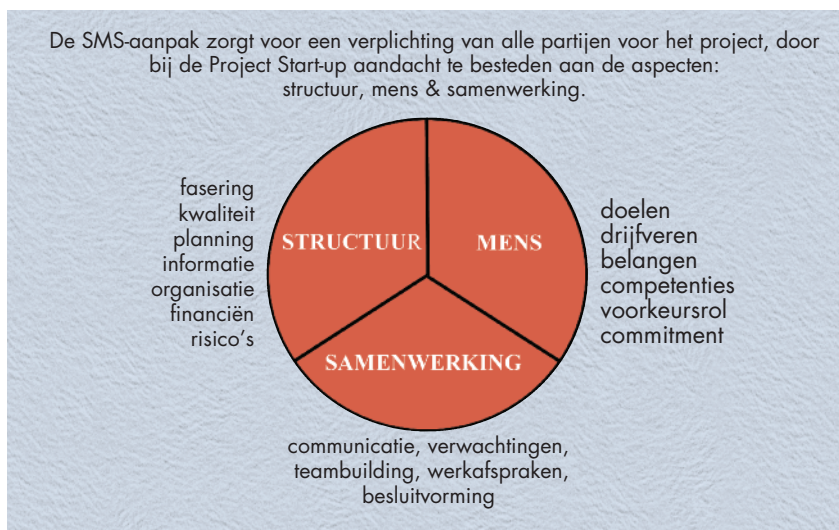 De SMS-aanpak zorgt voor een verplichting van alle partijen voor het project, door
bij de Project Start-up aandacht te besteden aan de aspecten:
structuur, mens & samenwerking.
fasering
kwaliteit
planning
informatie
organisatie
financiën
risico's
STRUCTUUR
MENS
doelen
drijfveren
belangen
competenties
voorkeursrol
commitment
SAMENWERKING
communicatie, verwachtingen,
teambuilding, werkafspraken,
besluitvorming